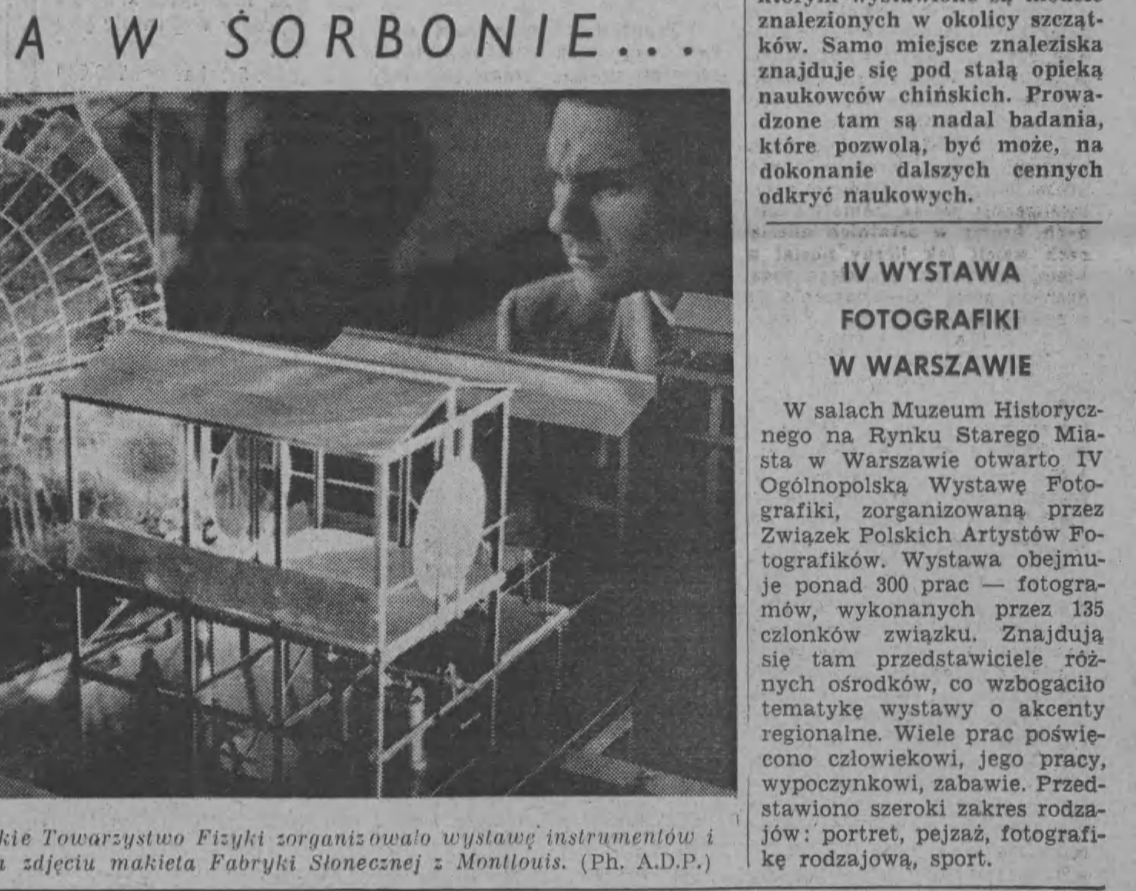 A W SORBONIE...
kie Towarzystwo Fizyki zorganizowało wystawę instrumentów i
zdjęciu makieta Fabryki Słonecznej z Montlouis. (Ph. A.D.P.)
znalezionych w okolicy szcząt-
ków. Samo miejsce znaleziska
znajduje się pod stałą opieką
naukowców chińskich. Prowa-
dzone tam są nadal badania,
które pozwolą, być może, na
dokonanie dalszych cennych
odkryć naukowych.
IV WYSTAWA
FOTOGRAFIKI
W WARSZAWIE
W salach Muzeum Historycz-
nego na Rynku Starego Mia-
sta w Warszawie otwarto IV
Ogólnopolską Wystawę Foto-
grafiki, zorganizowaną przez
Związek Polskich Artystów Fo-
tografików. Wystawa obejmu-
je ponad 300 prac — fotogra-
mów, wykonanych przez 135
członków związku. Znajdują
się tam przedstawiciele róż-
nych ośrodków, co wzbogaciło
tematykę wystawy o akcenty
regionalne. Wiele prac poświę-
cono człowiekowi, jego pracy,
wypoczynkowi, zabawie. Przed-
stawiono szeroki zakres rodza-
jów: portret, pejzaż, fotografi-
kę rodzajową, sport.